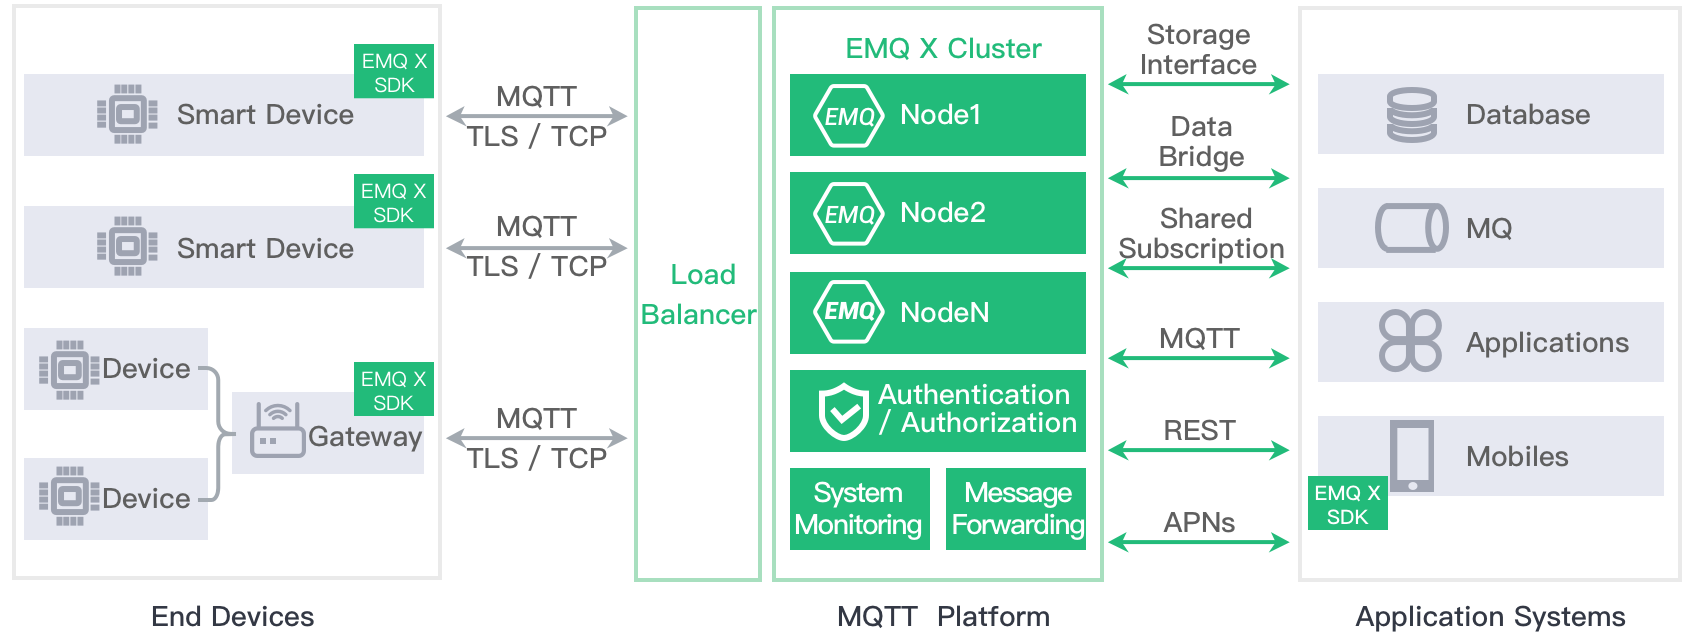 EMQ X
SDK
Smart Device
EMQ X
SDK
Smart Device
Device
EMQ X
SDK
Gateway
Device
End Devices
MQTT
TLS / TCP
MQTT
TLS / TCP
MQTT
TLS / TCP
Load
Balancer
EMQ X Cluster
EMQ
Node1
EMQ
Node2
EMQ
NodeN
Authentication
/ Authorization
System
Monitoring
Message
Forwarding
MQTT Platform
Storage
Interface
Data
Bridge
Shared
Subscription
MQTT
REST
APNs
Database
MQ
Applications
Mobiles
EMQ X
SDK
Application Systems